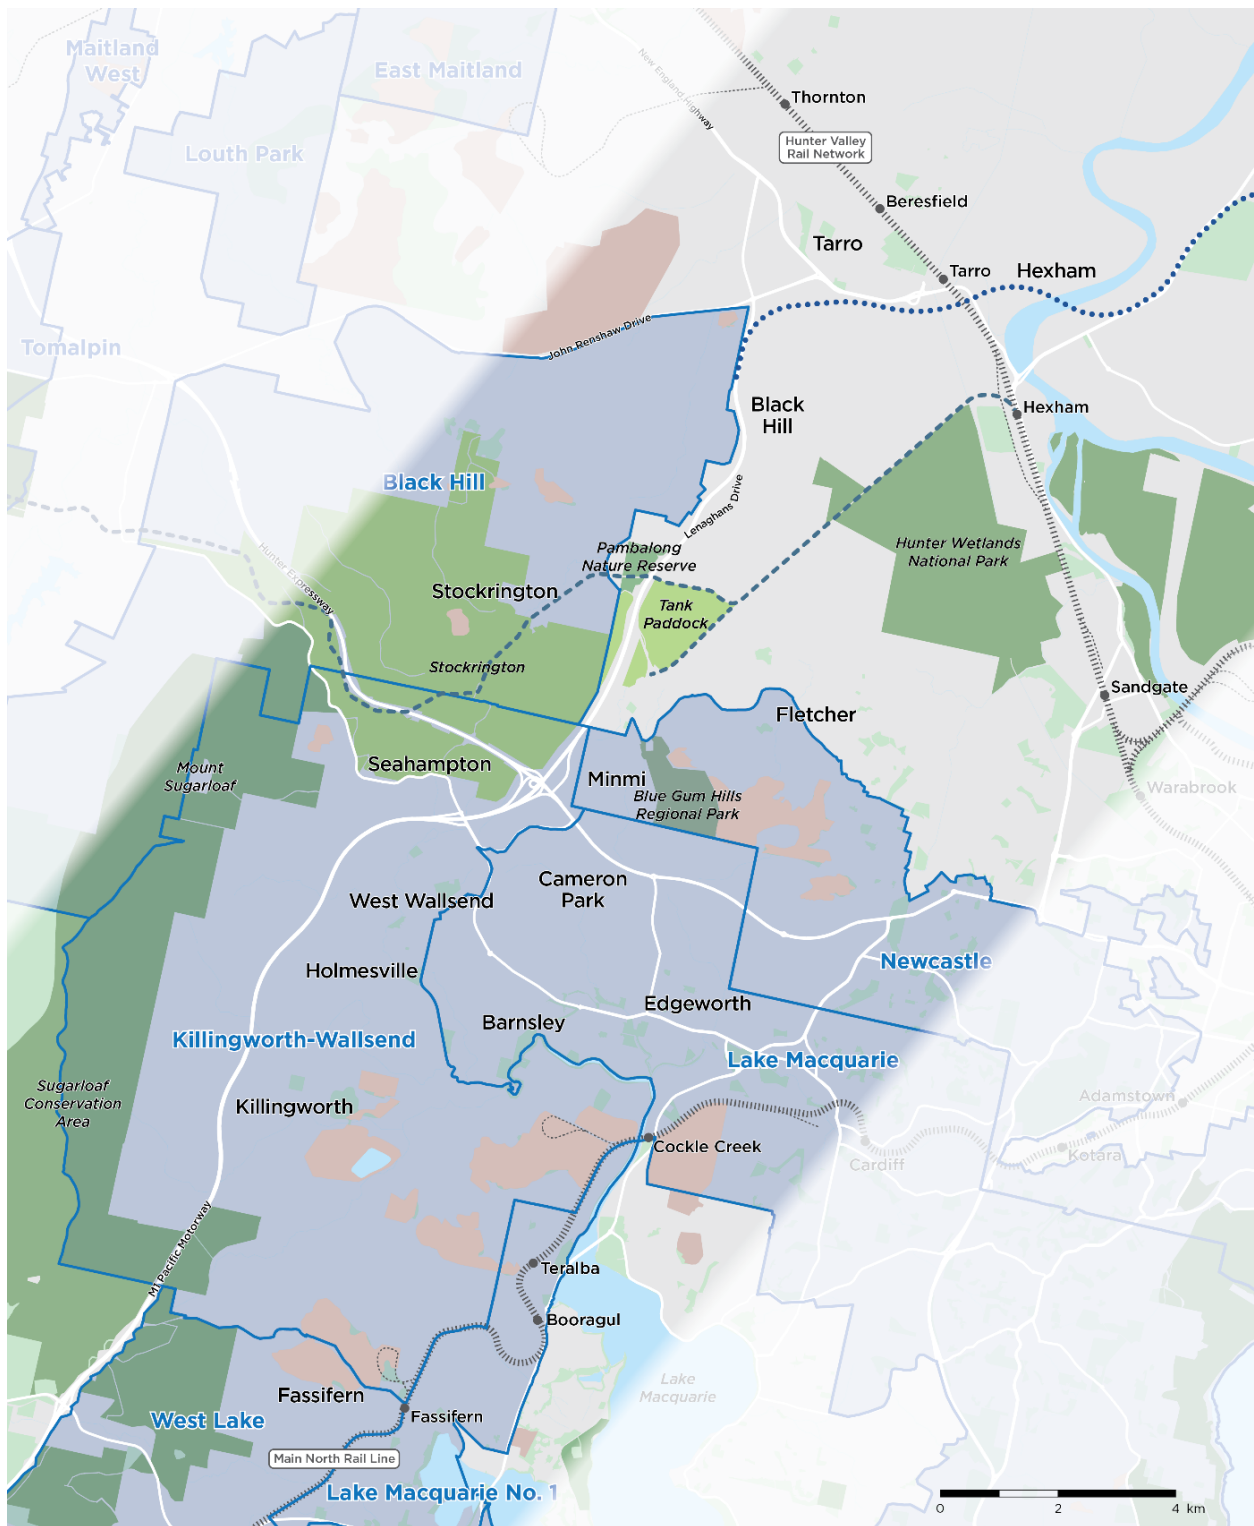 Maitland
West
East Maitland
New England Highway
Thornton
Hunter Valley
Rail Network
Louth Park
Beresfield
Tarro
Tarro
Hexham
John Renshaw Drive
Tomalpin
Black
Hill
Hexham
Black Hill
Lenaghans Drive
Pambalong
Nature Reserve
Hunter Wetlands
National Park
Hunter Expressway
Stockrington
Tank
Paddock
Stockrington
Sandgate
Fletcher
Seahampton
Mount
Sugarloaf
Minmi
Blue Gum Hills
Regional Park
Warabrook
Cameron
Park
West Wallsend
Holmesville
Newcastle
Edgeworth
Barnsley
Killingworth-Wallsend
Lake Macquarie
Sugarloaf
Conservation
Area
Killingworth
Adamstown
Cockle Creek
Cardiff
Kotara
M1 Pacific Motorway
Teralba
Booragul
Lake
Macquarie
Fassifern
Fassifern
West Lake
Main North Rail Line
Lake Macquarie No. 1
0 2 4 km